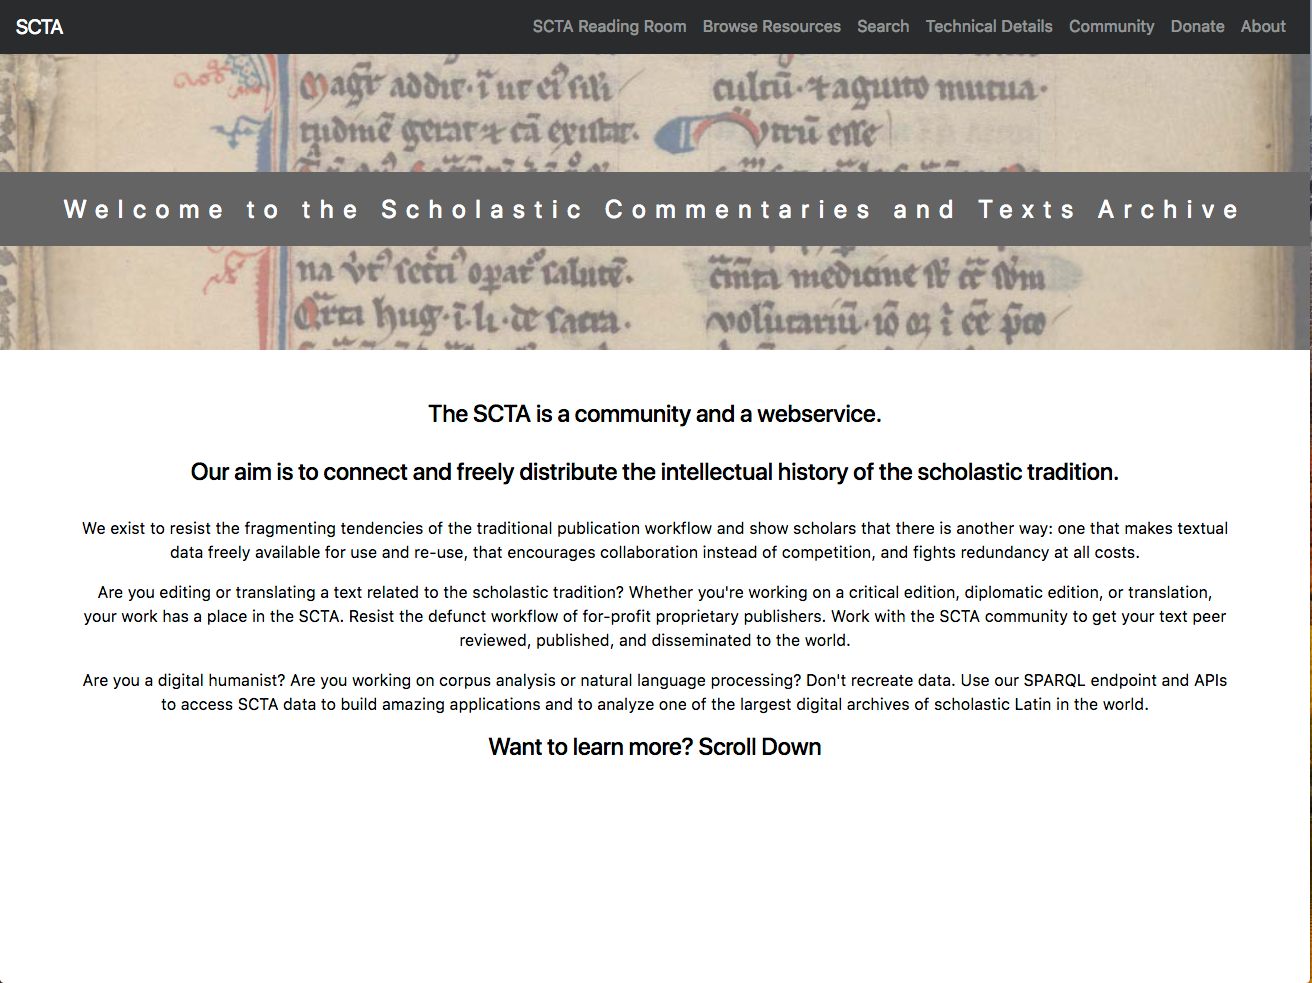 SCTA
SCTA Reading Room Browse Resources Search Technical Details Community Donate About
culrū·⁊ agutto mutua·
Welcome to the Scholastic Commentaries and Texts Archive
The SCTA is a community and a webservice.
Our aim is to connect and freely distribute the intellectual history of the scholastic tradition.
We exist to resist the fragmenting tendencies of the traditional publication workflow and show scholars that there is another way: one that makes textual
data freely available for use and re-use, that encourages collaboration instead of competition, and fights redundancy at all costs.
Are you editing or translating a text related to the scholastic tradition? Whether you're working on a critical edition, diplomatic edition, or translation,
your work has a place in the SCTA. Resist the defunct workflow of for-profit proprietary publishers. Work with the SCTA community to get your text peer
reviewed, published, and disseminated to the world.
Are you a digital humanist? Are you working on corpus analysis or natural language processing? Don't recreate data. Use our SPARQL endpoint and APIs
to access SCTA data to build amazing applications and to analyze one of the largest digital archives of scholastic Latin in the world.
Want to learn more? Scroll Down